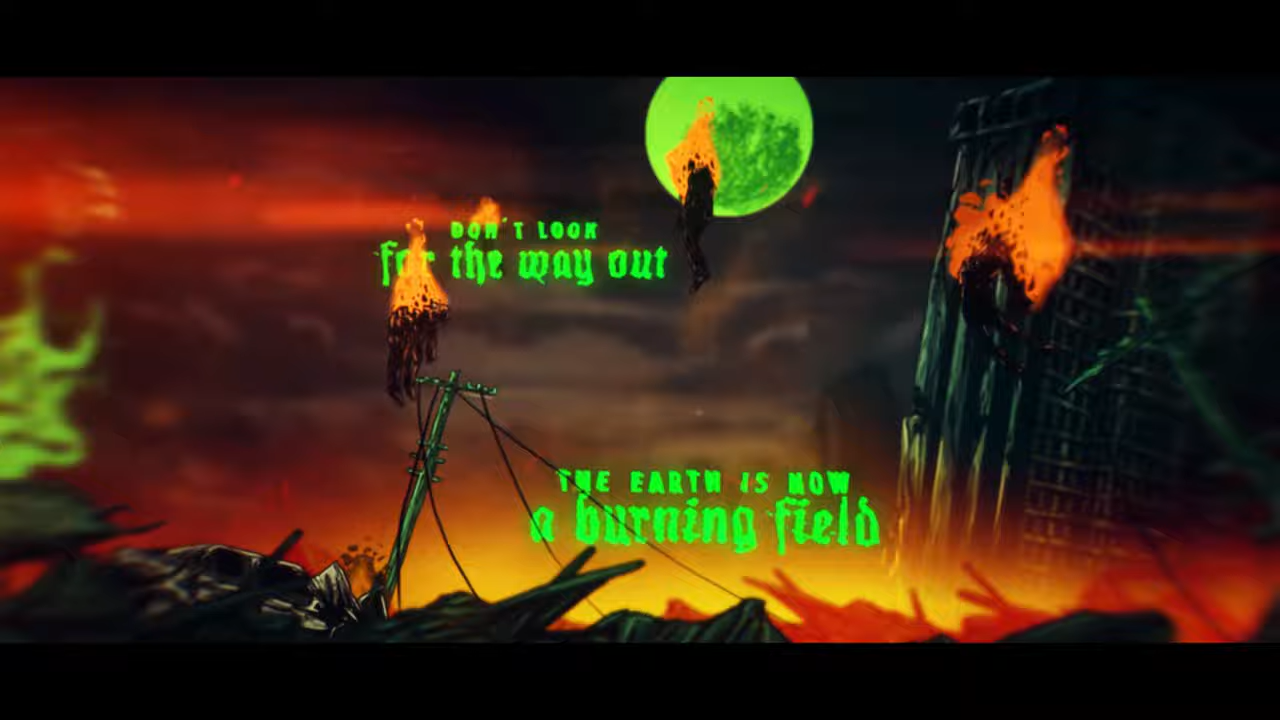 DON'T LOOK
for the way out
THE EARTH IS NOW
a burning field